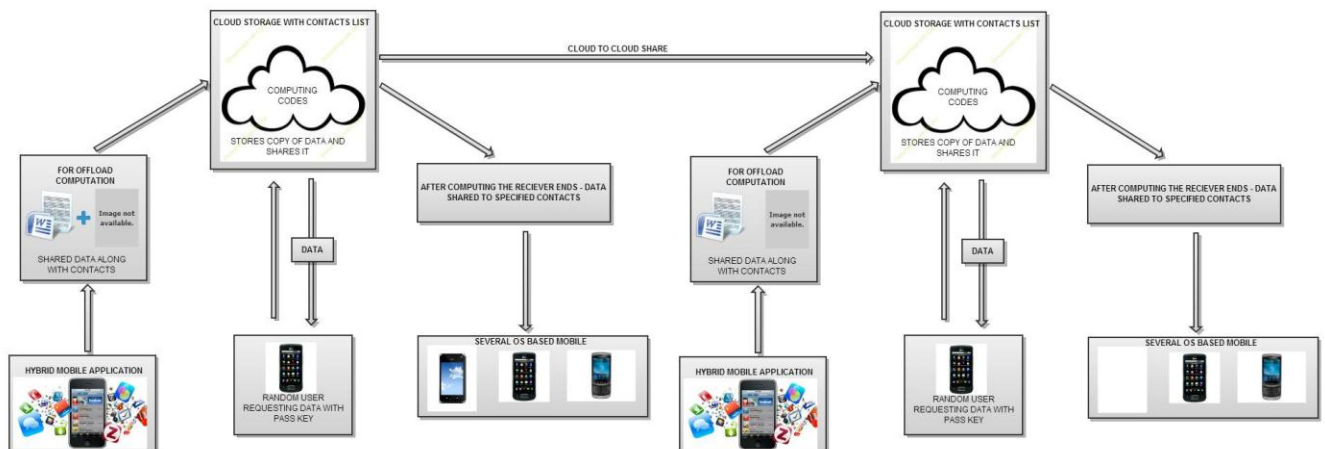 CLOUD STORAGE WITH CONTACTS LIST
COMPUTING
CODES
STORES COPY OF DATA AND
SHARES IT
CLOUD TO CLOUD SHARE
CLOUD STORAGE WITH CONTACTS LIST
COMPUTING
CODES
STORES COPY OF DATA AND
SHARES IT
FOR OFFLOAD
COMPUTATION
W
Image not
available.
SHARED DATA ALONG
WITH CONTACTS
DATA
AFTER COMPUTING THE RECIEVER ENDS - DATA
SHARED TO SPECIFIED CONTACTS
FOR OFFLOAD
COMPUTATION
W
Image not
available.
SHARED DATA ALONG
WITH CONTACTS
DATA
AFTER COMPUTING THE RECIEVER ENDS - DATA
SHARED TO SPECIFIED CONTACTS
HYBRID MOBILE APPLICATION
Z
RANDOM USER
REQUESTING DATA WITH
PASS KEY
SEVERAL OS BASED MOBILE
HYBRID MOBILE APPLICATION
Z
RANDOM USER
REQUESTING DATA WITH
PASS KEY
SEVERAL OS BASED MOBILE